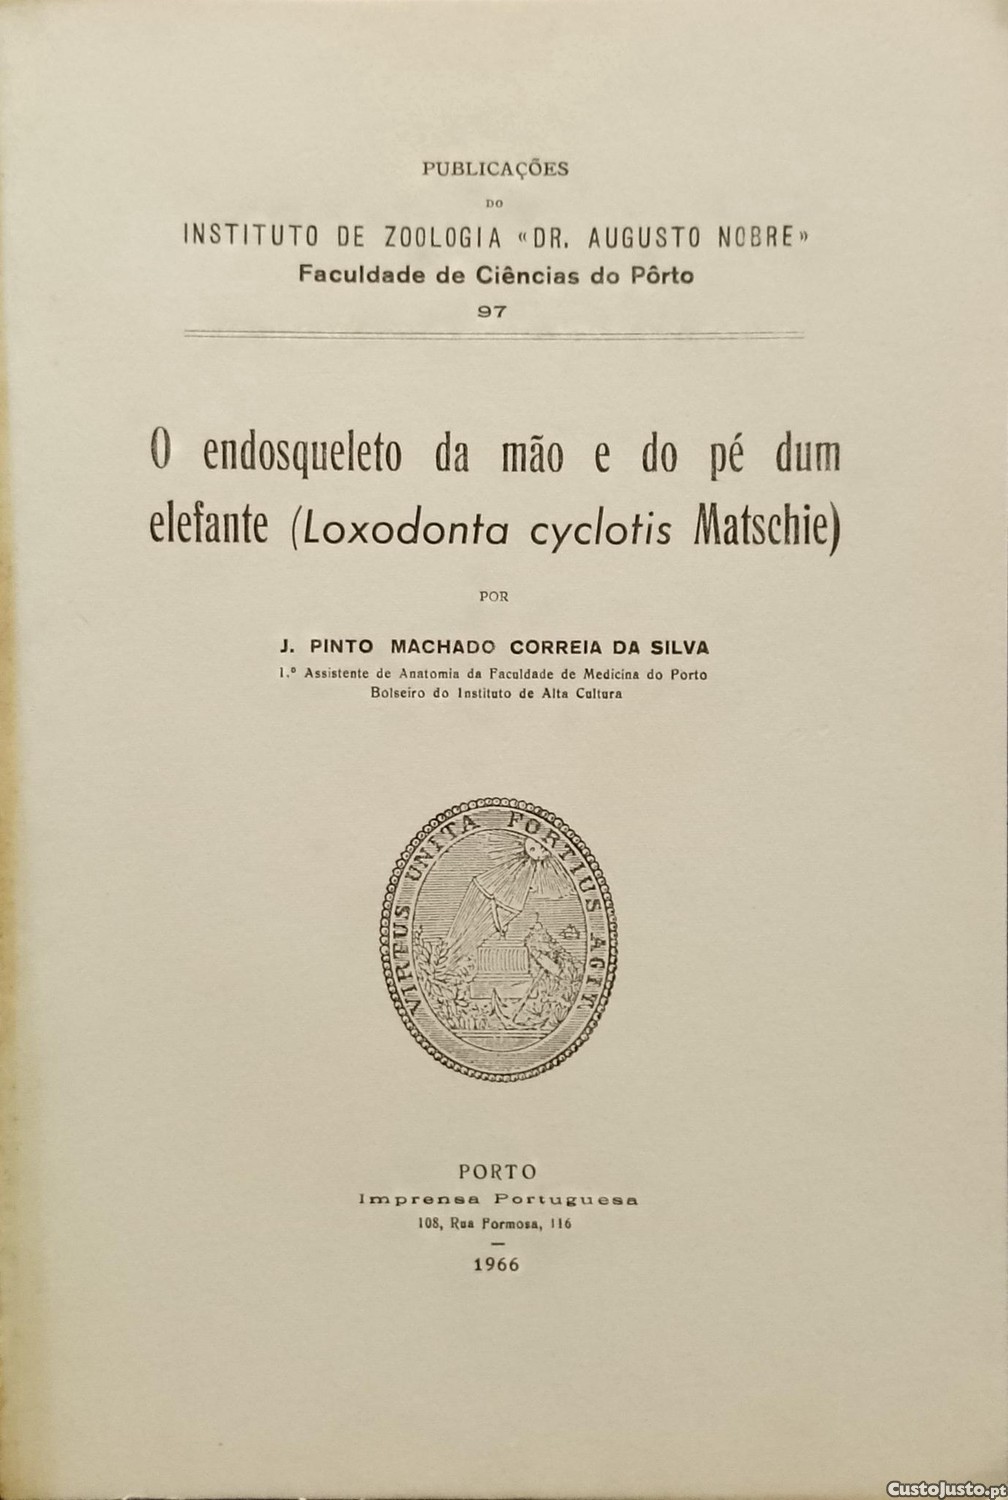 PUBLICAÇÕES
DO
INSTITUTO DE ZOOLOGIA «DR. AUGUSTO NOBRE»
Faculdade de Ciências do Pôrto
97
O endosqueleto da mão e do pé dum
elefante (Loxodonta cyclotis Matschie)
POR
J. PINTO MACHADO CORREIA DA SILVA
1.º Assistente de Anatomia da Faculdade de Medicina do Porto
Bolseiro do Instituto de Alta Cultura
VIRTUS UNITA FORTIUS AGIT
PORTO
Imprensa Portuguesa
108, Rua Formosa, 116
1966
CustoJusto.pt